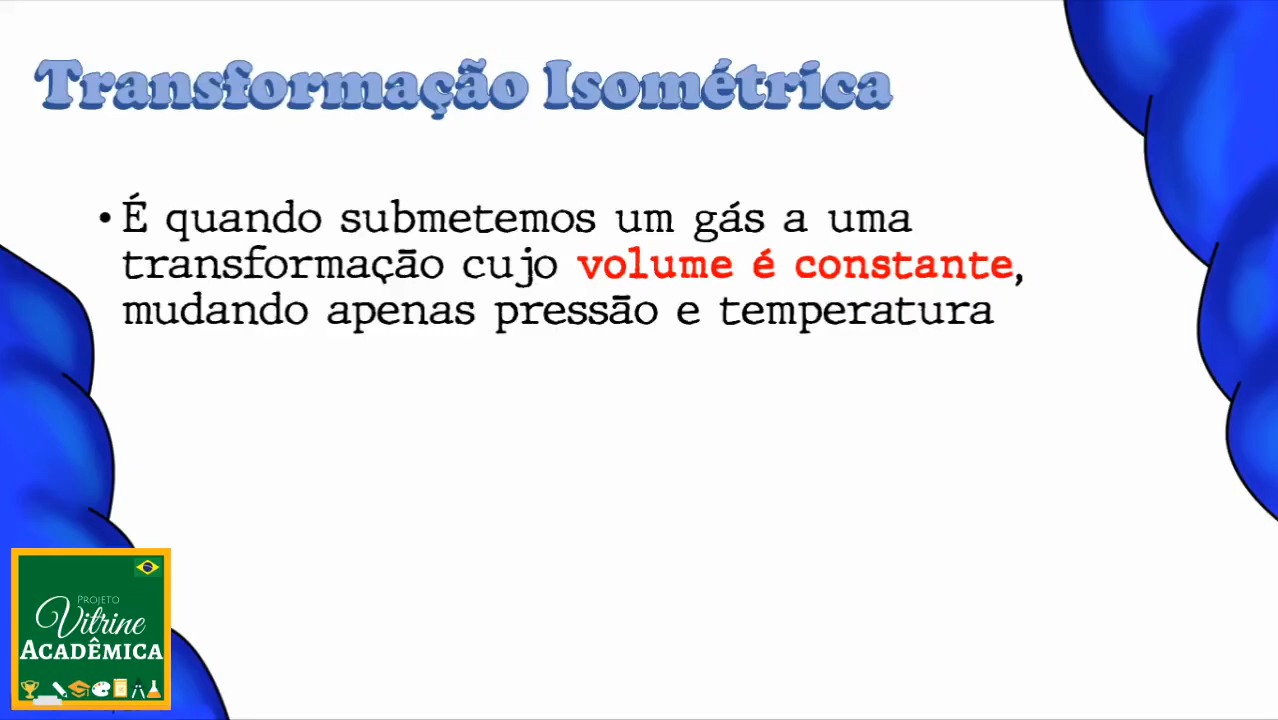 Transformação Isométrica
• É quando submetemos um gás a uma
transformação cujo volume é constante,
mudando apenas pressão e temperatura
PROJETO
Vitrine
ACADÊMICA